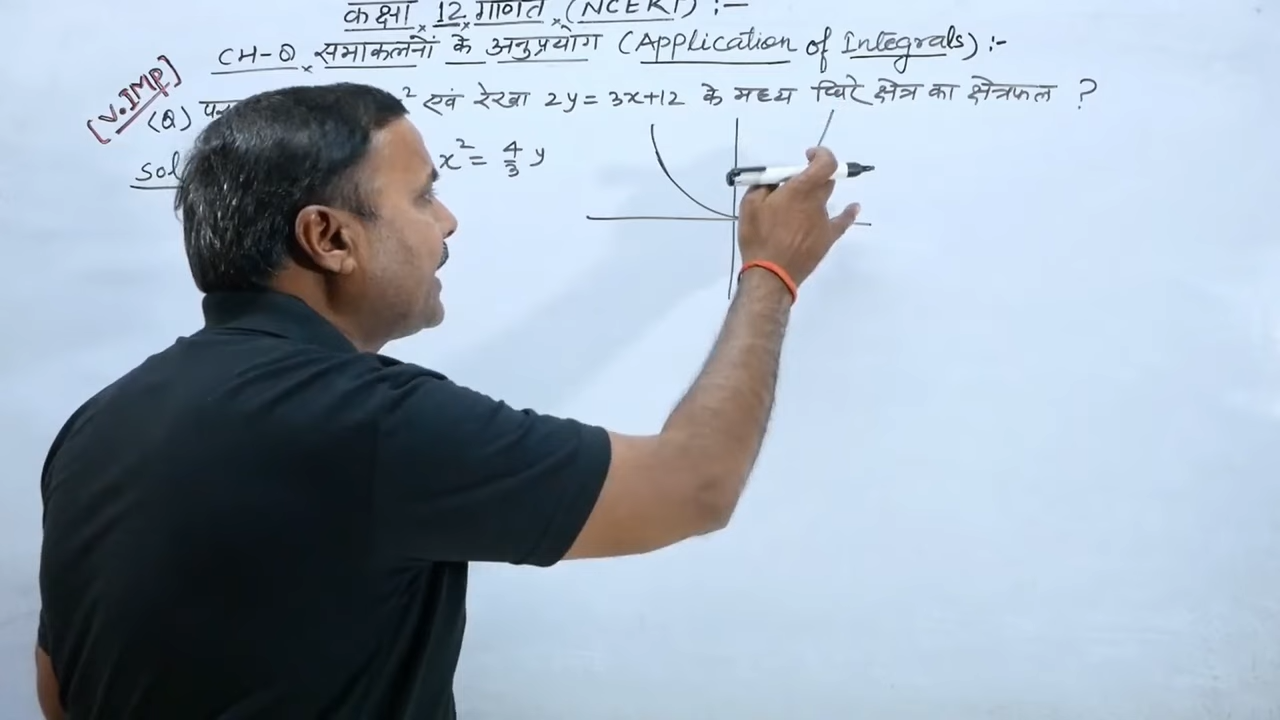 कक्षा × 12 × गणित × (NCERT) :-
CH-8 × समाकलनों के अनुप्रयोग (Application of Integrals) :-
[V.IMP]
(Q) ² एवं रेखा 2y = 3x+12 के मध्य घिरे क्षेत्र का क्षेत्रफल ?
Sol x² = 4/3 y